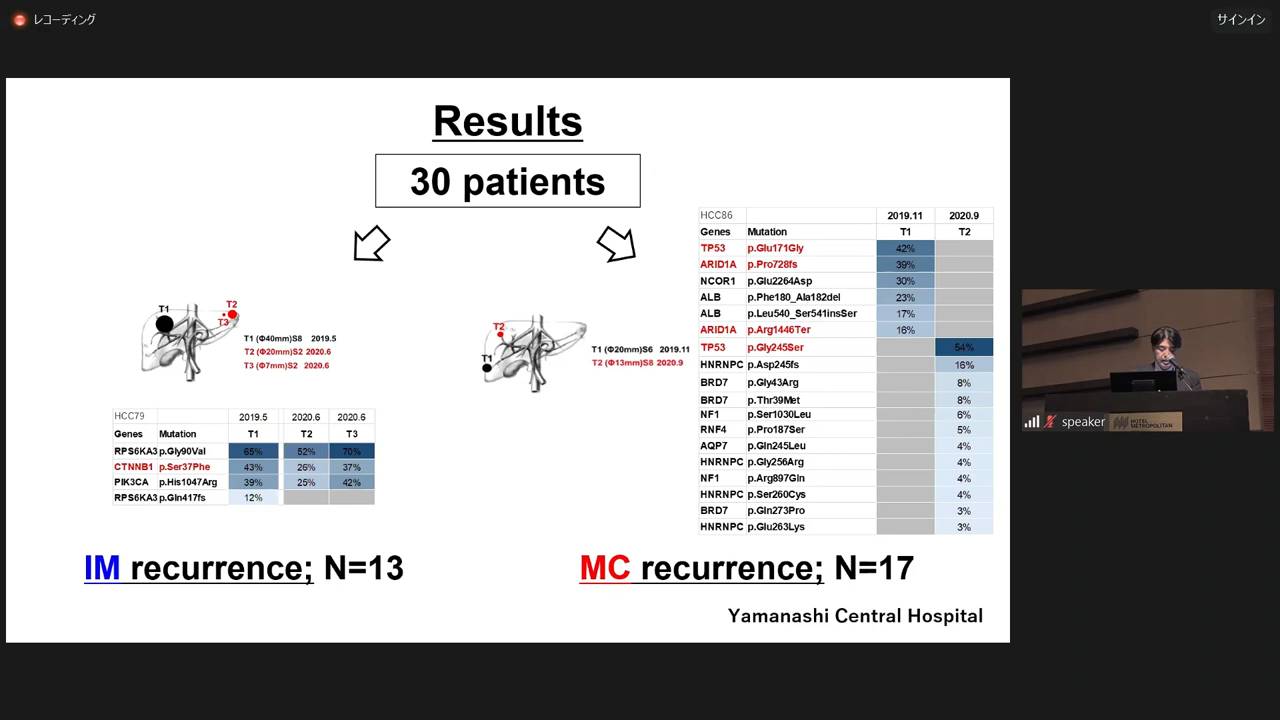 レコーディング
サインイン
Results
30 patients
T1
T2
T3
T1 (Φ40mm)S8 2019.5
T2 (Φ20mm)S2 2020.6
T3 (Φ7mm)S2 2020.6
HCC79 2019.5 2020.6 2020.6
Genes Mutation T1 T2 T3
RPS6KA3 p.Gly90Val 65% 52% 70%
CTNNB1 p.Ser37Phe 43% 26% 37%
PIK3CA p.His1047Arg 39% 25% 42%
RPS6KA3 p.Gln417fs 12%
IM recurrence; N=13
T2
T1
T1 (Φ20mm)S6 2019.11
T2 (Φ13mm)S8 2020.9
HCC86 2019.11 2020.9
Genes Mutation T1 T2
TP53 p.Glu171Gly 42%
ARID1A p.Pro728fs 39%
NCOR1 p.Glu2264Asp 30%
ALB p.Phe180_Ala182del 23%
ALB p.Leu540_Ser541insSer 17%
ARID1A p.Arg1446Ter 16%
TP53 p.Gly245Ser 54%
HNRNPC p.Asp245fs 16%
BRD7 p.Gly43Arg 8%
BRD7 p.Thr39Met 8%
NF1 p.Ser1030Leu 6%
RNF4 p.Pro187Ser 5%
AQP7 p.Gln245Leu 4%
HNRNPC p.Gly256Arg 4%
NF1 p.Arg897Gln 4%
HNRNPC p.Ser260Cys 4%
BRD7 p.Gln273Pro 3%
HNRNPC p.Glu263Lys 3%
MC recurrence; N=17
Yamanashi Central Hospital
speaker
HOTEL
METROPOLITAN